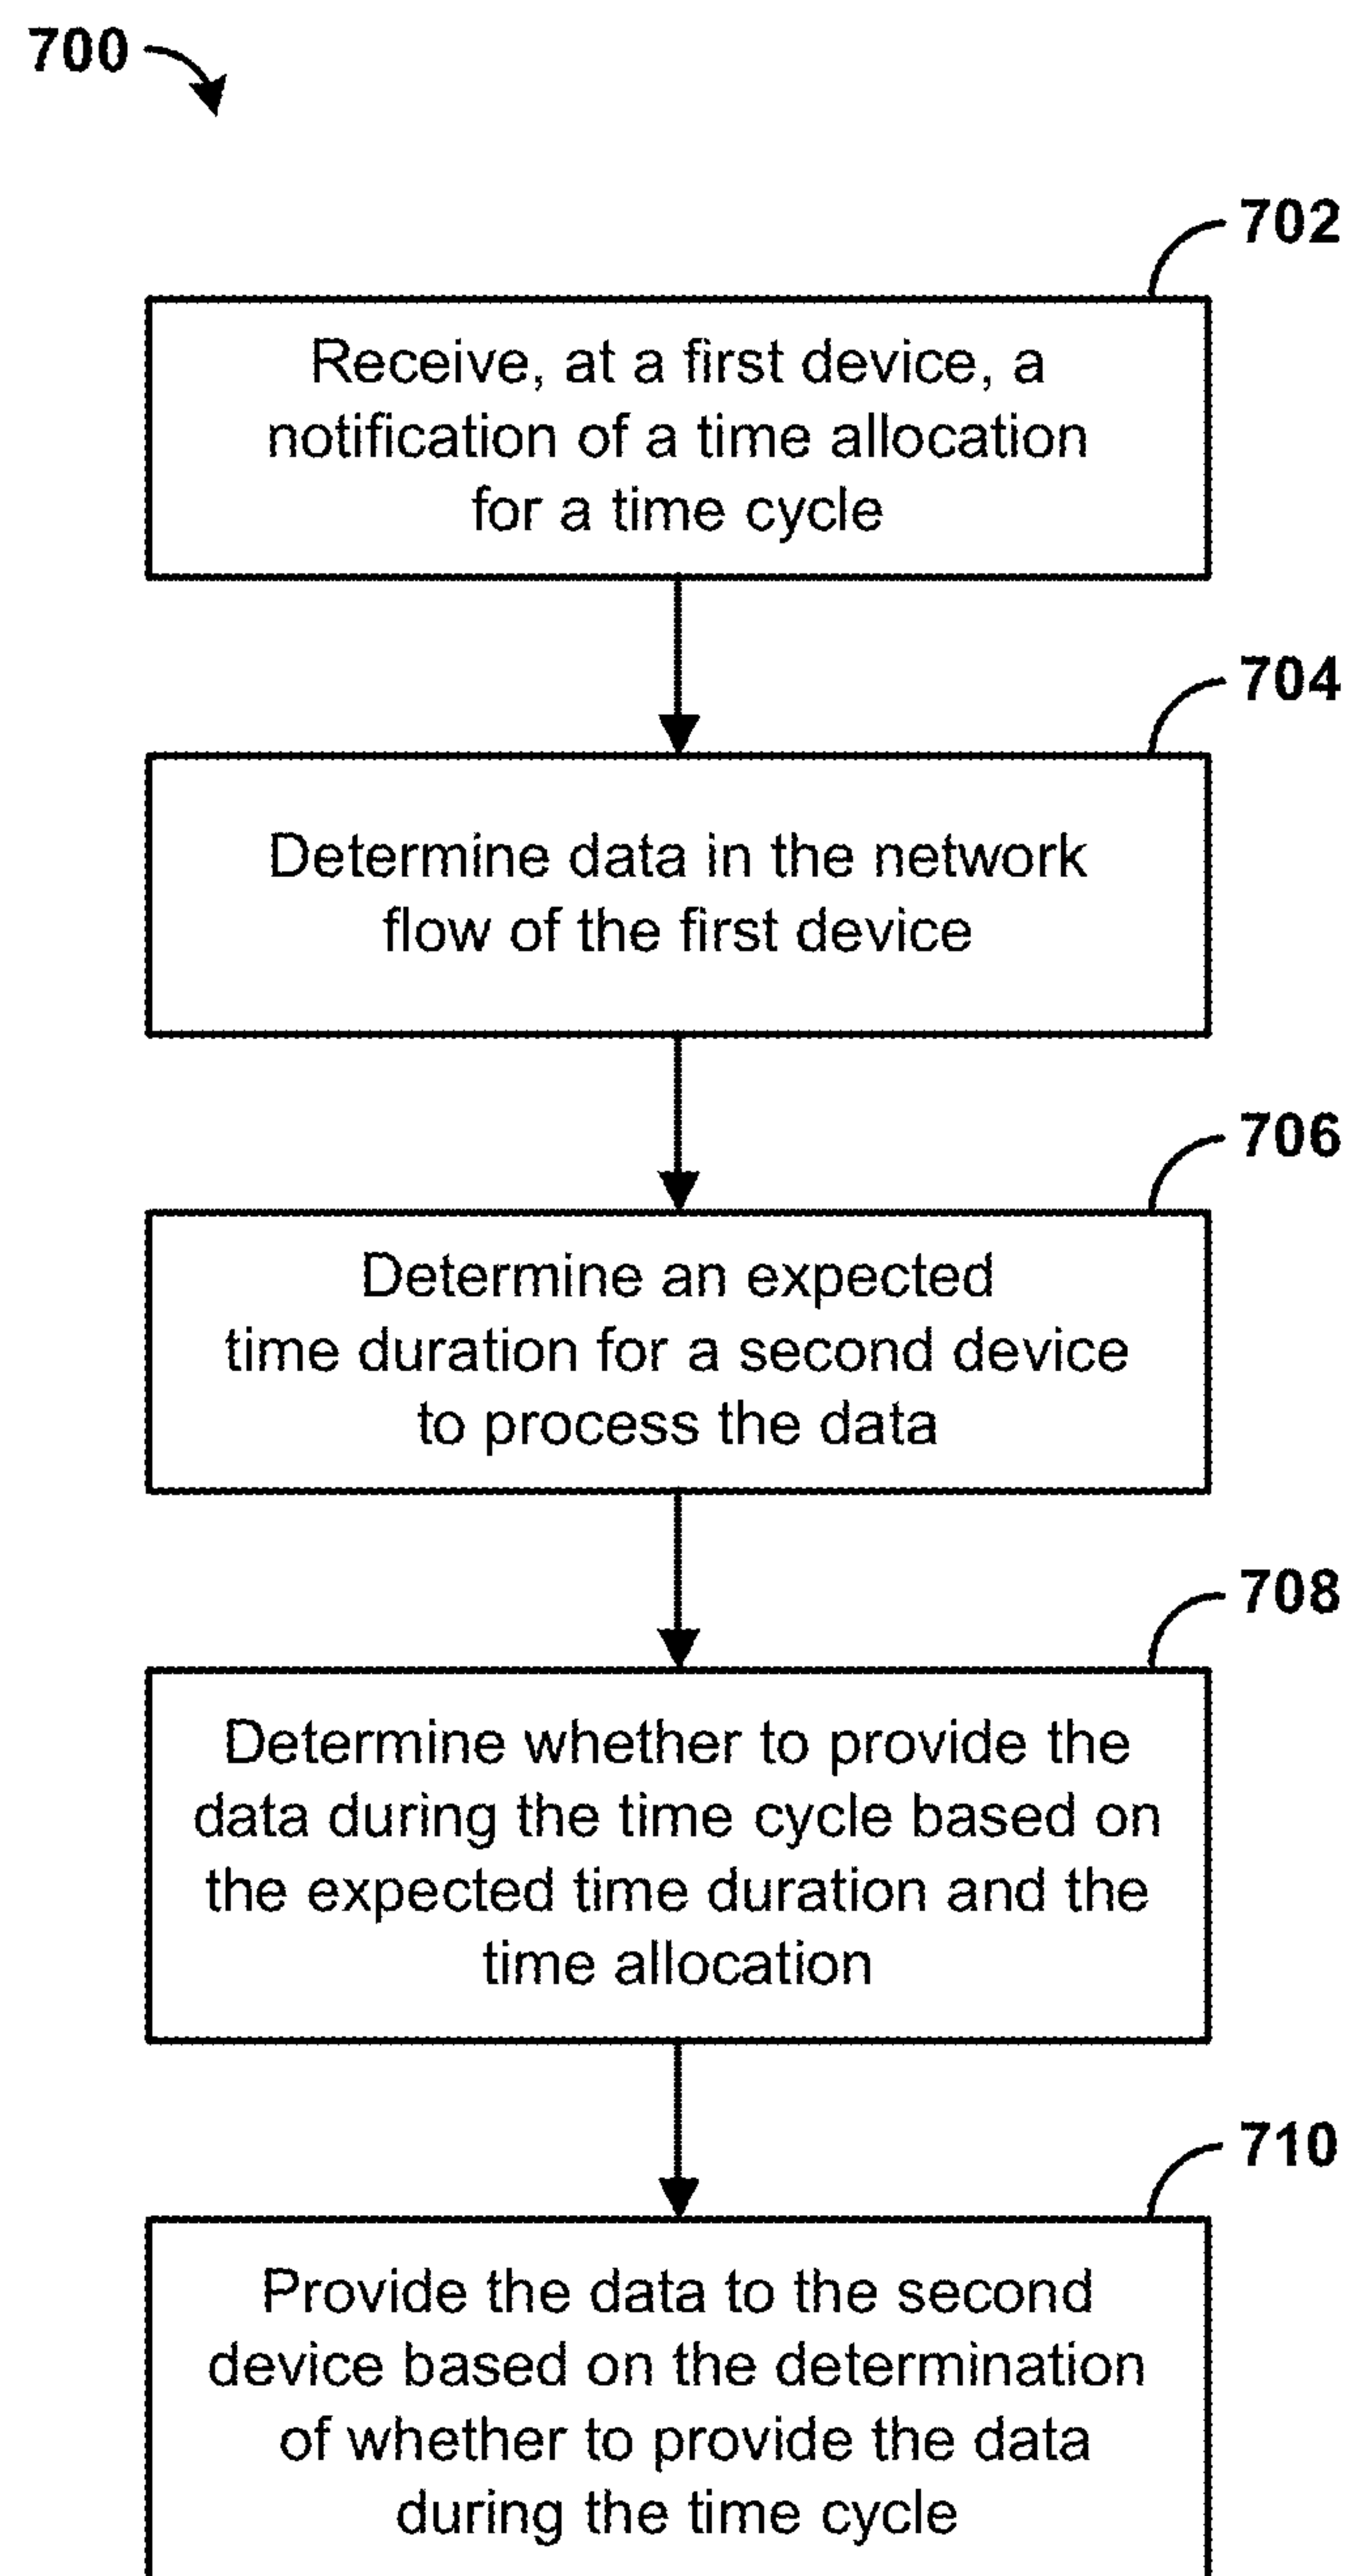 700
702
Receive, at a first device, a
notification of a time allocation
for a time cycle
704
Determine data in the network
flow of the first device
706
Determine an expected
time duration for a second device
to process the data
708
Determine whether to provide the
data during the time cycle based on
the expected time duration and the
time allocation
710
Provide the data to the second
device based on the determination
of whether to provide the data
during the time cycle